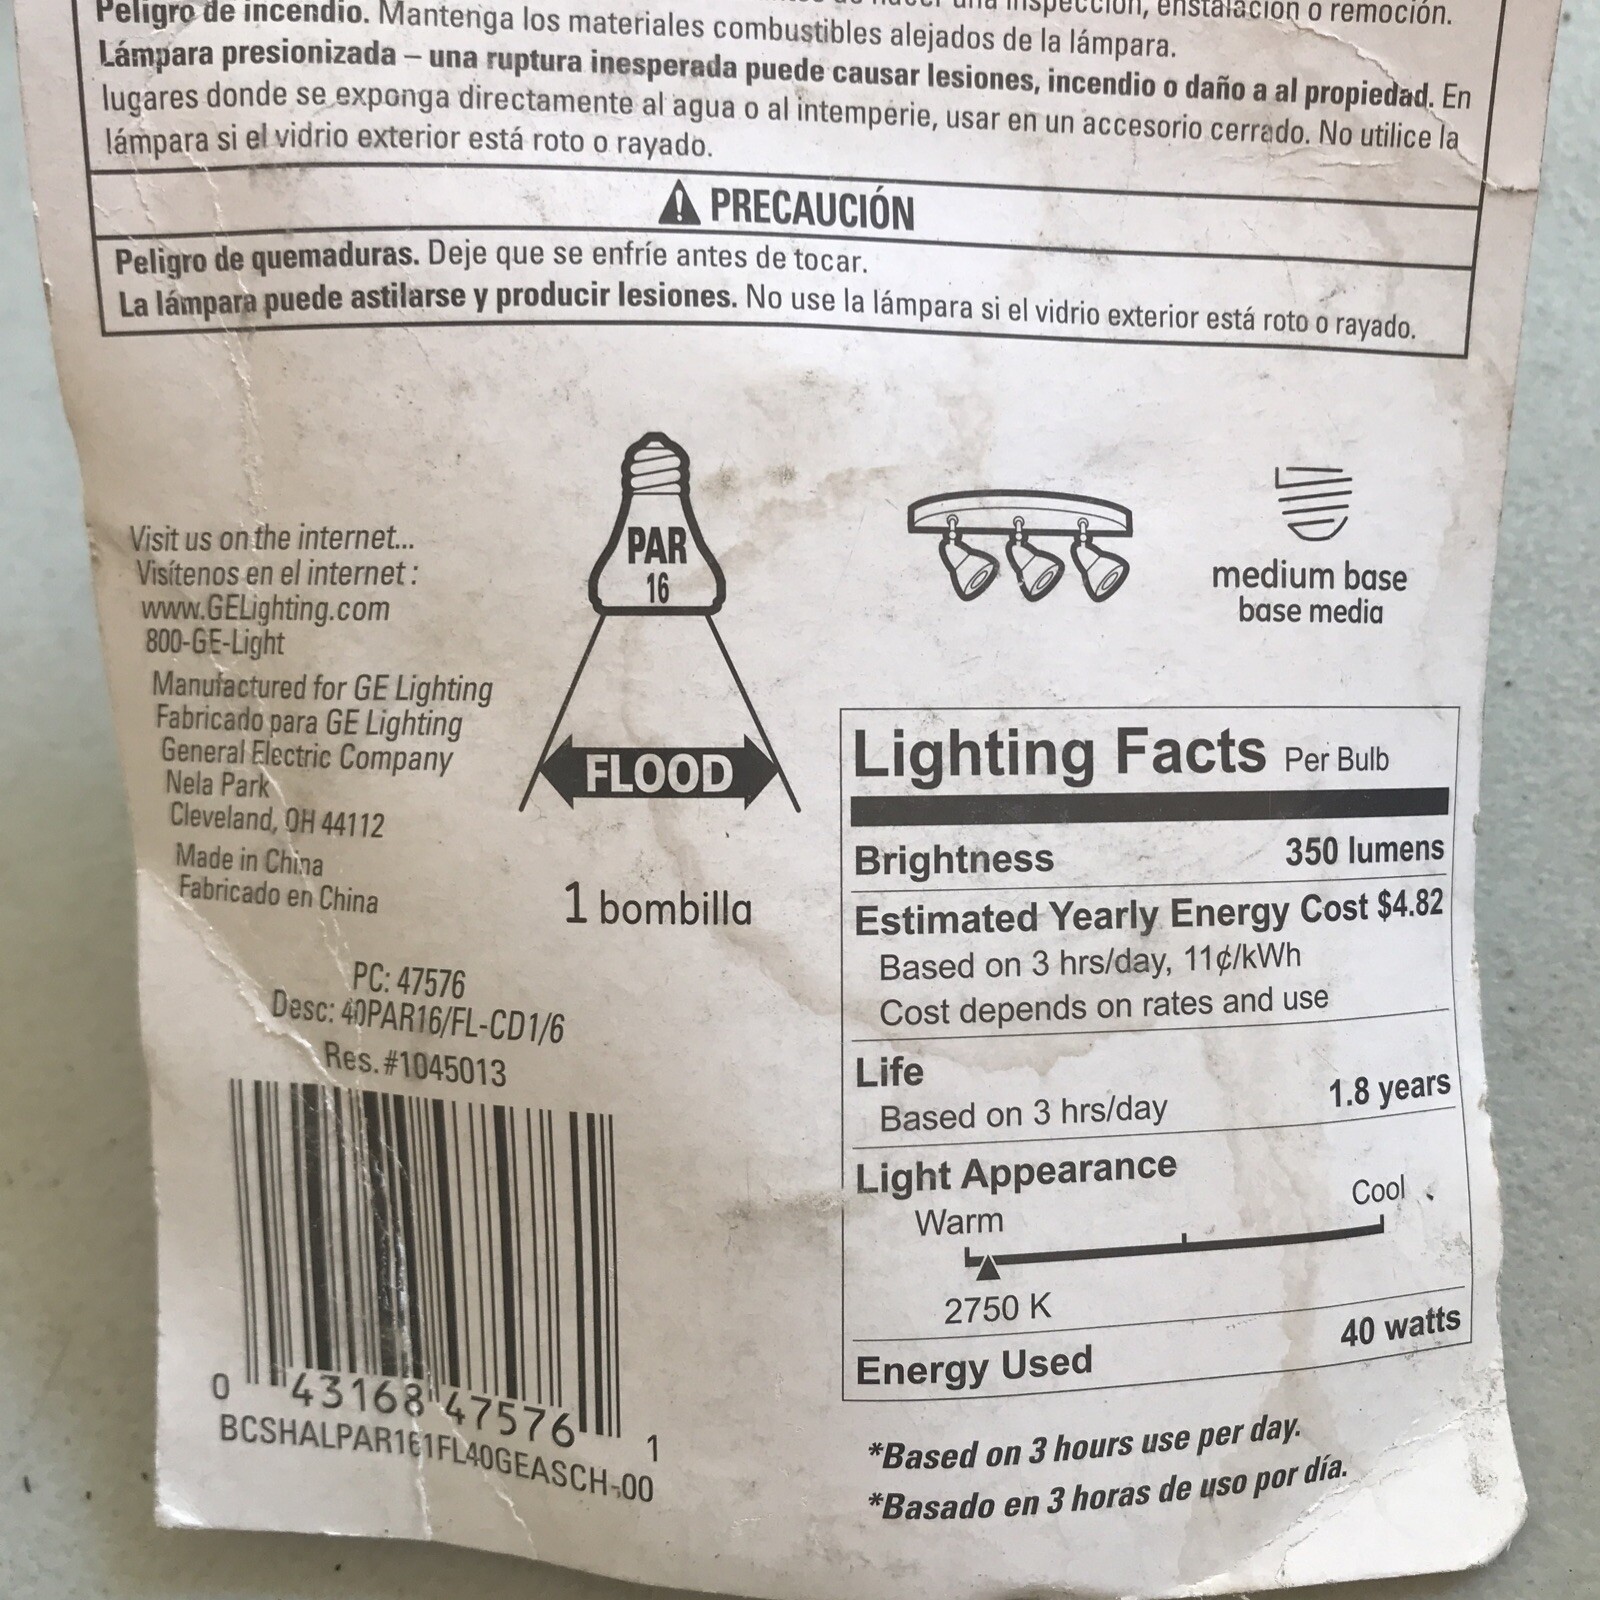 Peligro de incendio. Mantenga los materiales combustibles alejados de la lámpara.
inspección, enstalación o remoción.
Lámpara presionizada – una ruptura inesperada puede causar lesiones, incendio o daño a al propiedad. En
lugares donde se exponga directamente al agua o al intemperie, usar en un accesorio cerrado. No utilice la
lámpara si el vidrio exterior está roto o rayado.
PRECAUCIÓN
Peligro de quemaduras. Deje que se enfríe antes de tocar.
La lámpara puede astilarse y producir lesiones. No use la lámpara si el vidrio exterior está roto o rayado.
Visit us on the internet...
Visítenos en el internet :
www.GELighting.com
800-GE-Light
Manufactured for GE Lighting
Fabricado para GE Lighting
General Electric Company
Nela Park
Cleveland, OH 44112
Made in China
Fabricado en China
PAR
16
FLOOD
1 bombilla
medium base
base media
PC: 47576
Desc: 40PAR16/FL-CD1/6
Res.#1045013
0 43168 47576 1
BCSHALPAR161FL40GEASCH-00
Lighting Facts Per Bulb
Brightness 350 lumens
Estimated Yearly Energy Cost $4.82
Based on 3 hrs/day, 11¢/kWh
Cost depends on rates and use
Life
Based on 3 hrs/day 1.8 years
Light Appearance
Warm Cool
2750 K
Energy Used 40 watts
*Based on 3 hours use per day.
*Basado en 3 horas de uso por día.